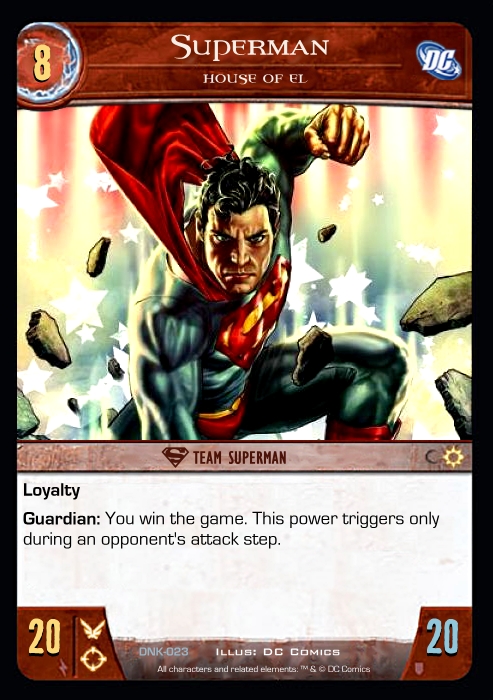 8
Superman
DC
HOUSE OF EL
TEAM SUPERMAN
C
Loyalty
Guardian: You win the game. This power triggers only
during an opponent's attack step.
20
20
DNK-023 ILLUS: DC COMICS
All characters and related elements: ™ & © DC Comics